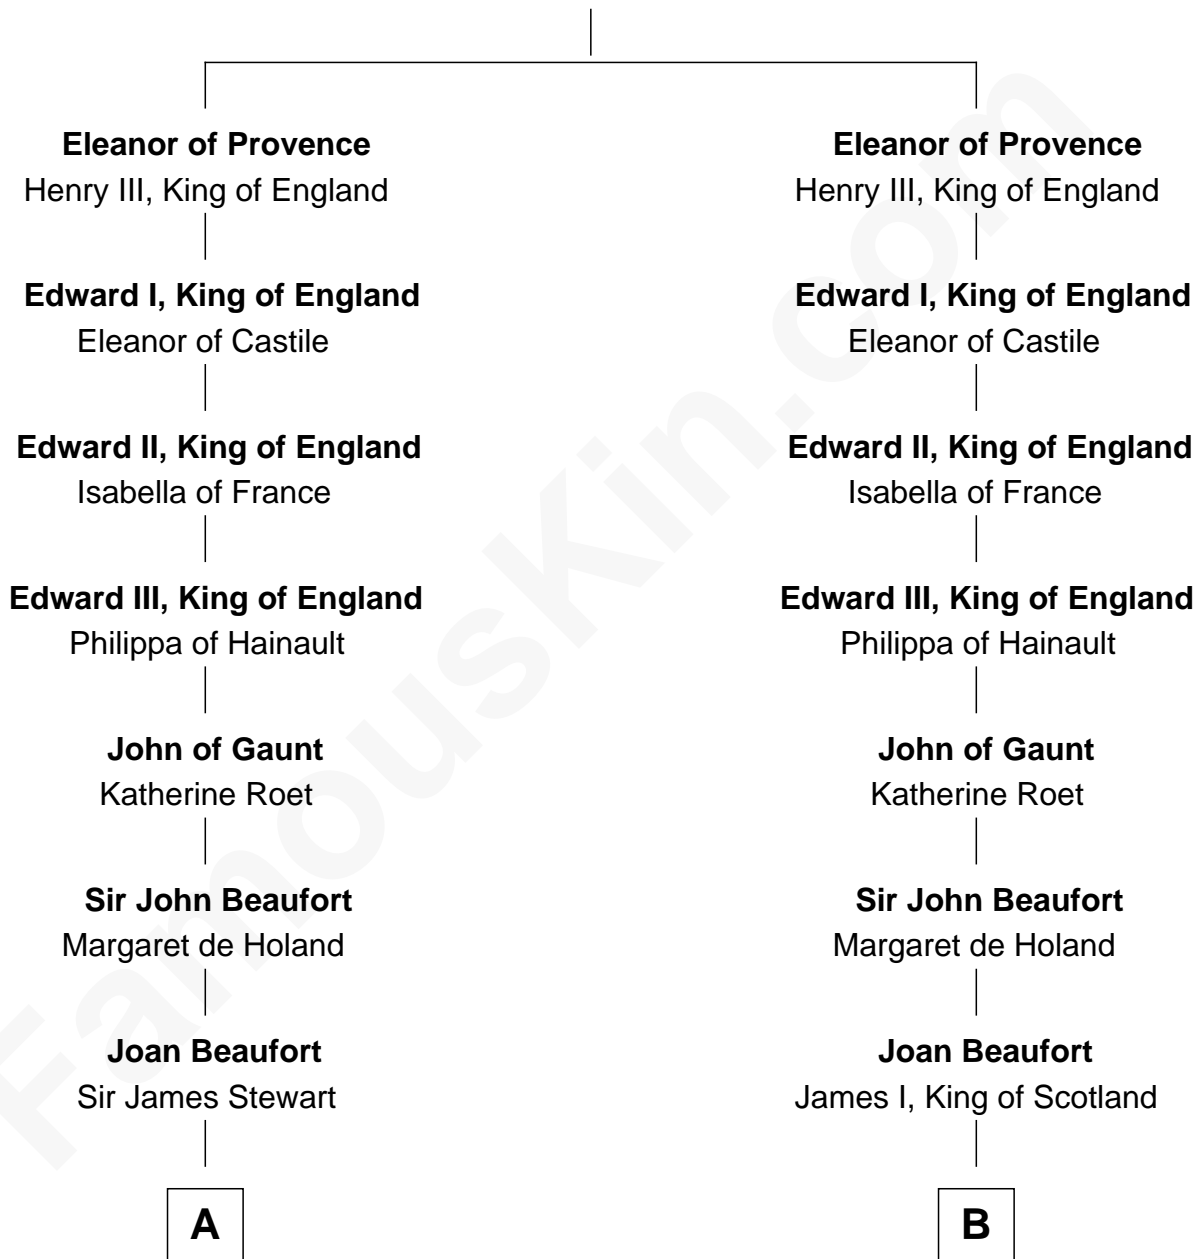 Eleanor of Provence
Henry III, King of England
Edward I, King of England
Eleanor of Castile
Edward II, King of England
Isabella of France
Edward III, King of England
Philippa of Hainault
John of Gaunt
Katherine Roet
Sir John Beaufort
Margaret de Holand
Joan Beaufort
Sir James Stewart
A
Eleanor of Provence
Henry III, King of England
Edward I, King of England
Eleanor of Castile
Edward II, King of England
Isabella of France
Edward III, King of England
Philippa of Hainault
John of Gaunt
Katherine Roet
Sir John Beaufort
Margaret de Holand
Joan Beaufort
James I, King of Scotland
B
FamousKin.com